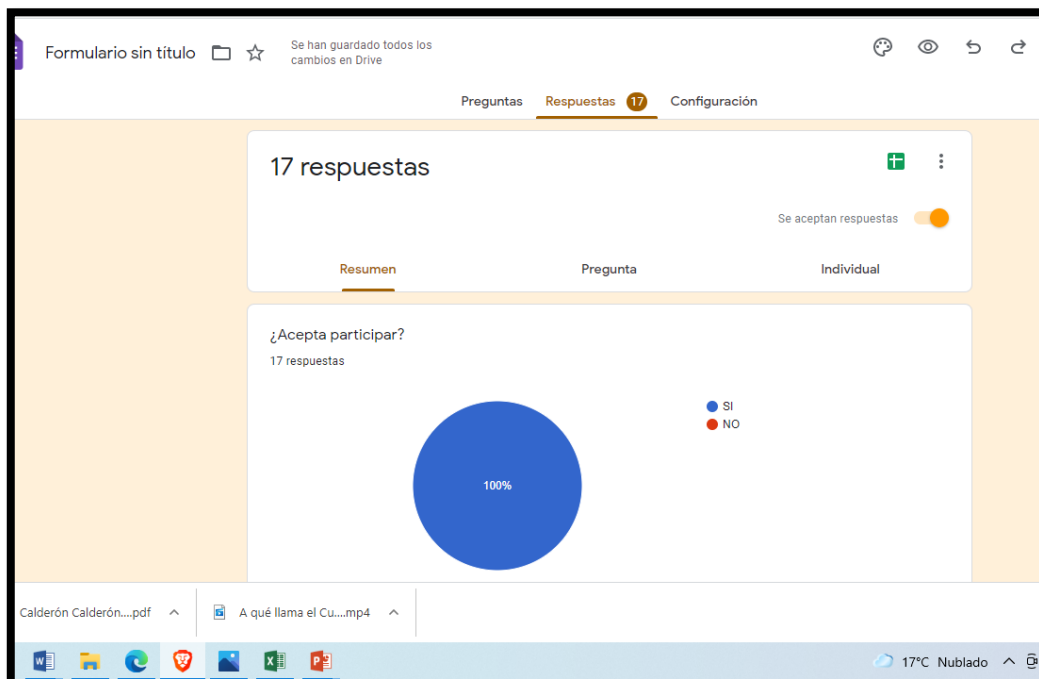 Formulario sin título
Se han guardado todos los
cambios en Drive
Preguntas Respuestas 17 Configuración
17 respuestas
Se aceptan respuestas
Resumen Pregunta Individual
¿Acepta participar?
17 respuestas
SI
NO
100%
Calderón Calderón....pdf A qué llama el Cu....mp4
17°C Nublado